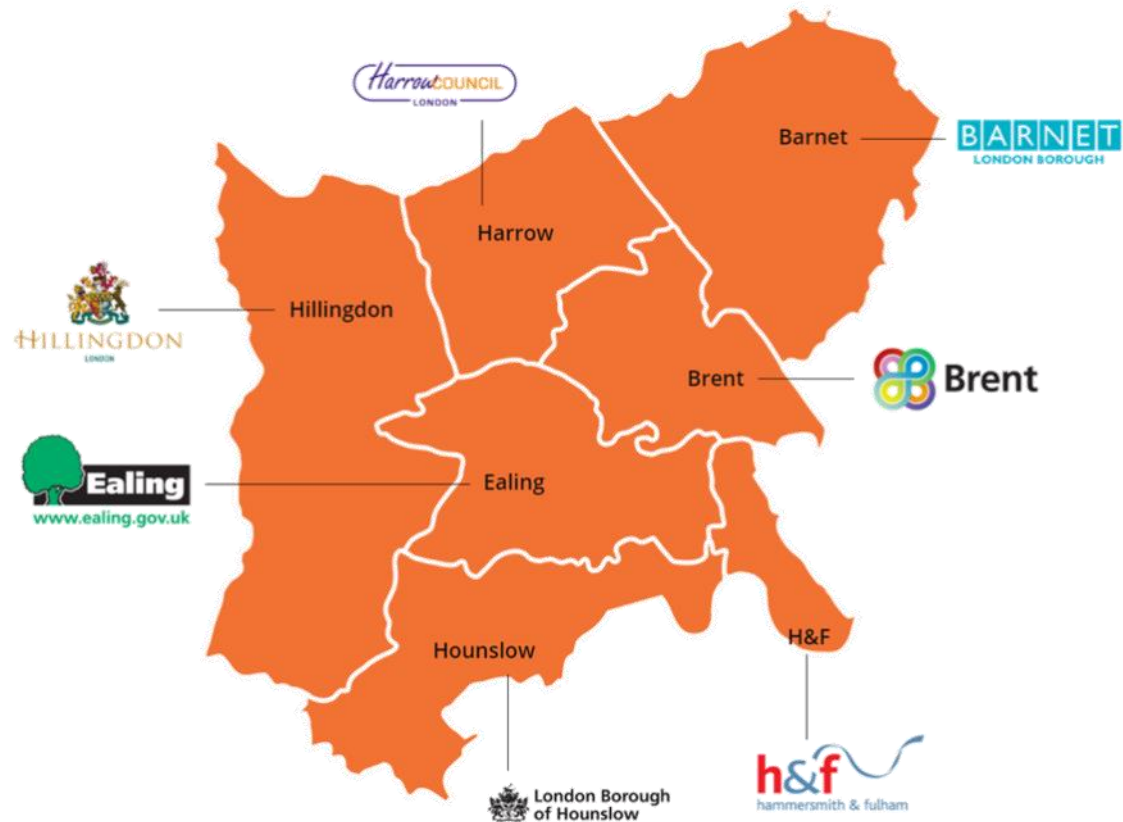 HarrowCOUNCIL
LONDON
Barnet
BARNET
LONDON BOROUGH
Harrow
Hillingdon
HILLINGDON
LONDON
Brent
Brent
Ealing
www.ealing.gov.uk
Ealing
Hounslow
H&F
London Borough
of Hounslow
h&f
hammersmith & fulham